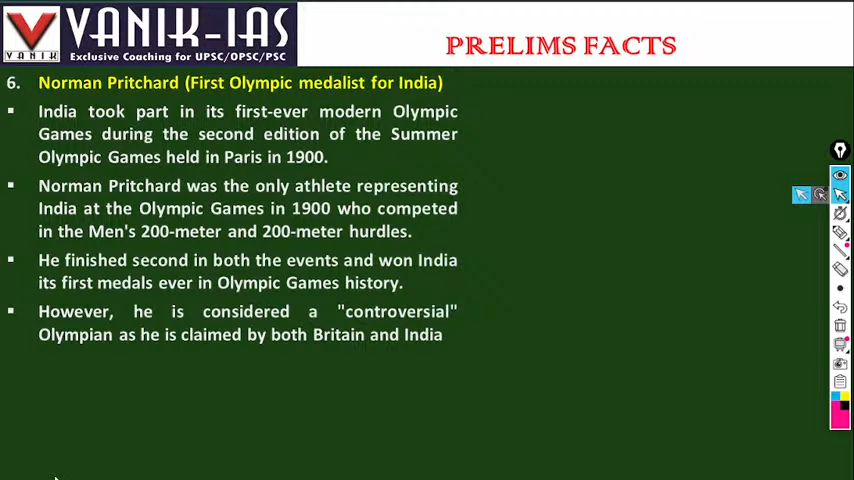 VANIK-IAS
VANIK
Exclusive Coaching for UPSC/OPSC/PSC
PRELIMS FACTS
6. Norman Pritchard (First Olympic medalist for India)
▪ India took part in its first-ever modern Olympic
Games during the second edition of the Summer
Olympic Games held in Paris in 1900.
▪ Norman Pritchard was the only athlete representing
India at the Olympic Games in 1900 who competed
in the Men's 200-meter and 200-meter hurdles.
▪ He finished second in both the events and won India
its first medals ever in Olympic Games history.
▪ However, he is considered a "controversial"
Olympian as he is claimed by both Britain and India